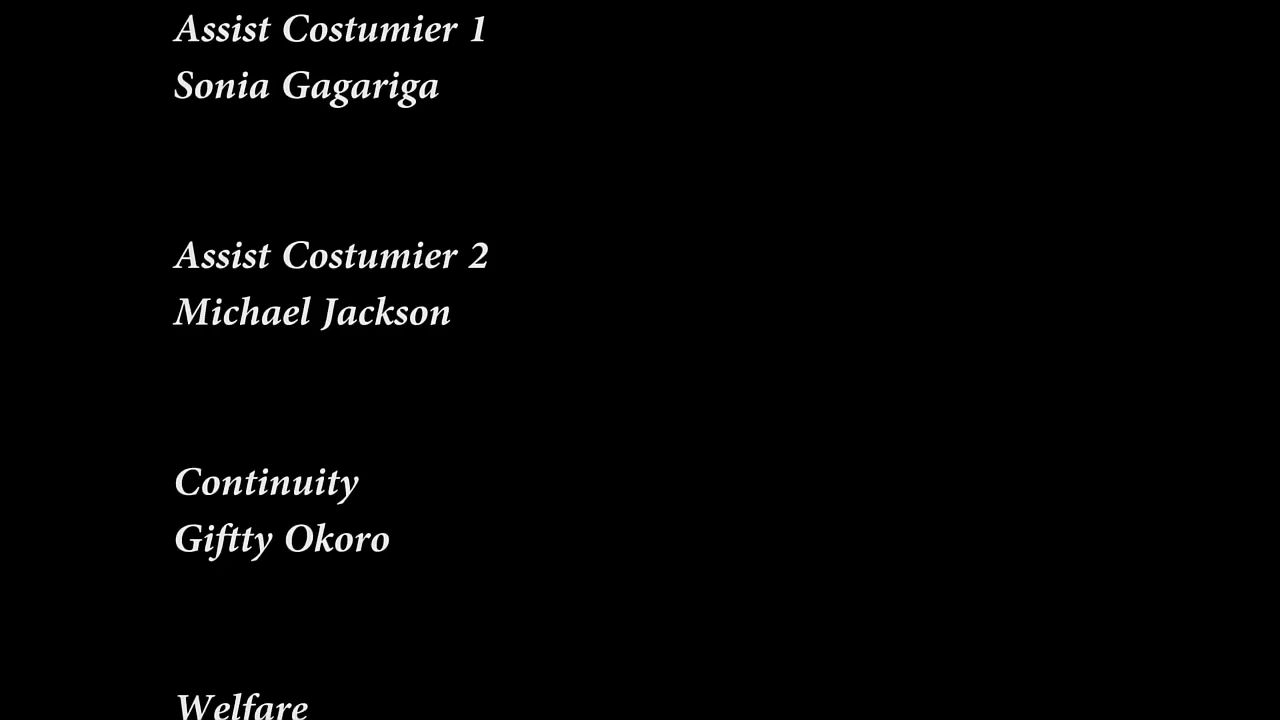 Assist Costumier 1
Sonia Gagariga
Assist Costumier 2
Michael Jackson
Continuity
Giftty Okoro
Welfare